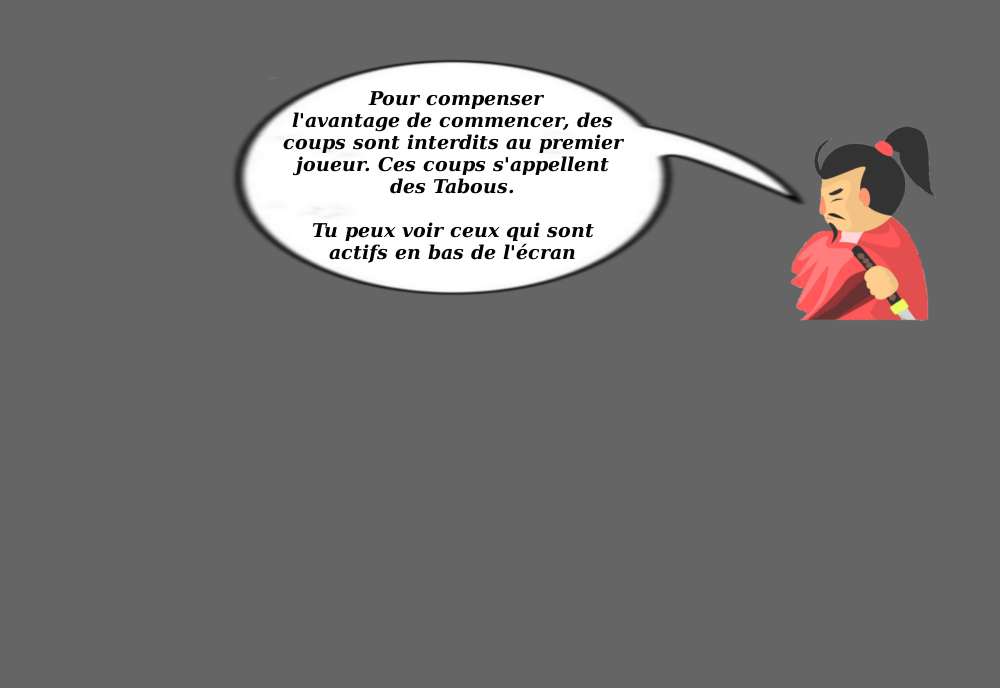 Pour compenser
l'avantage de commencer, des
coups sont interdits au premier
joueur. Ces coups s'appellent
des Tabous.
Tu peux voir ceux qui sont
actifs en bas de l'écran